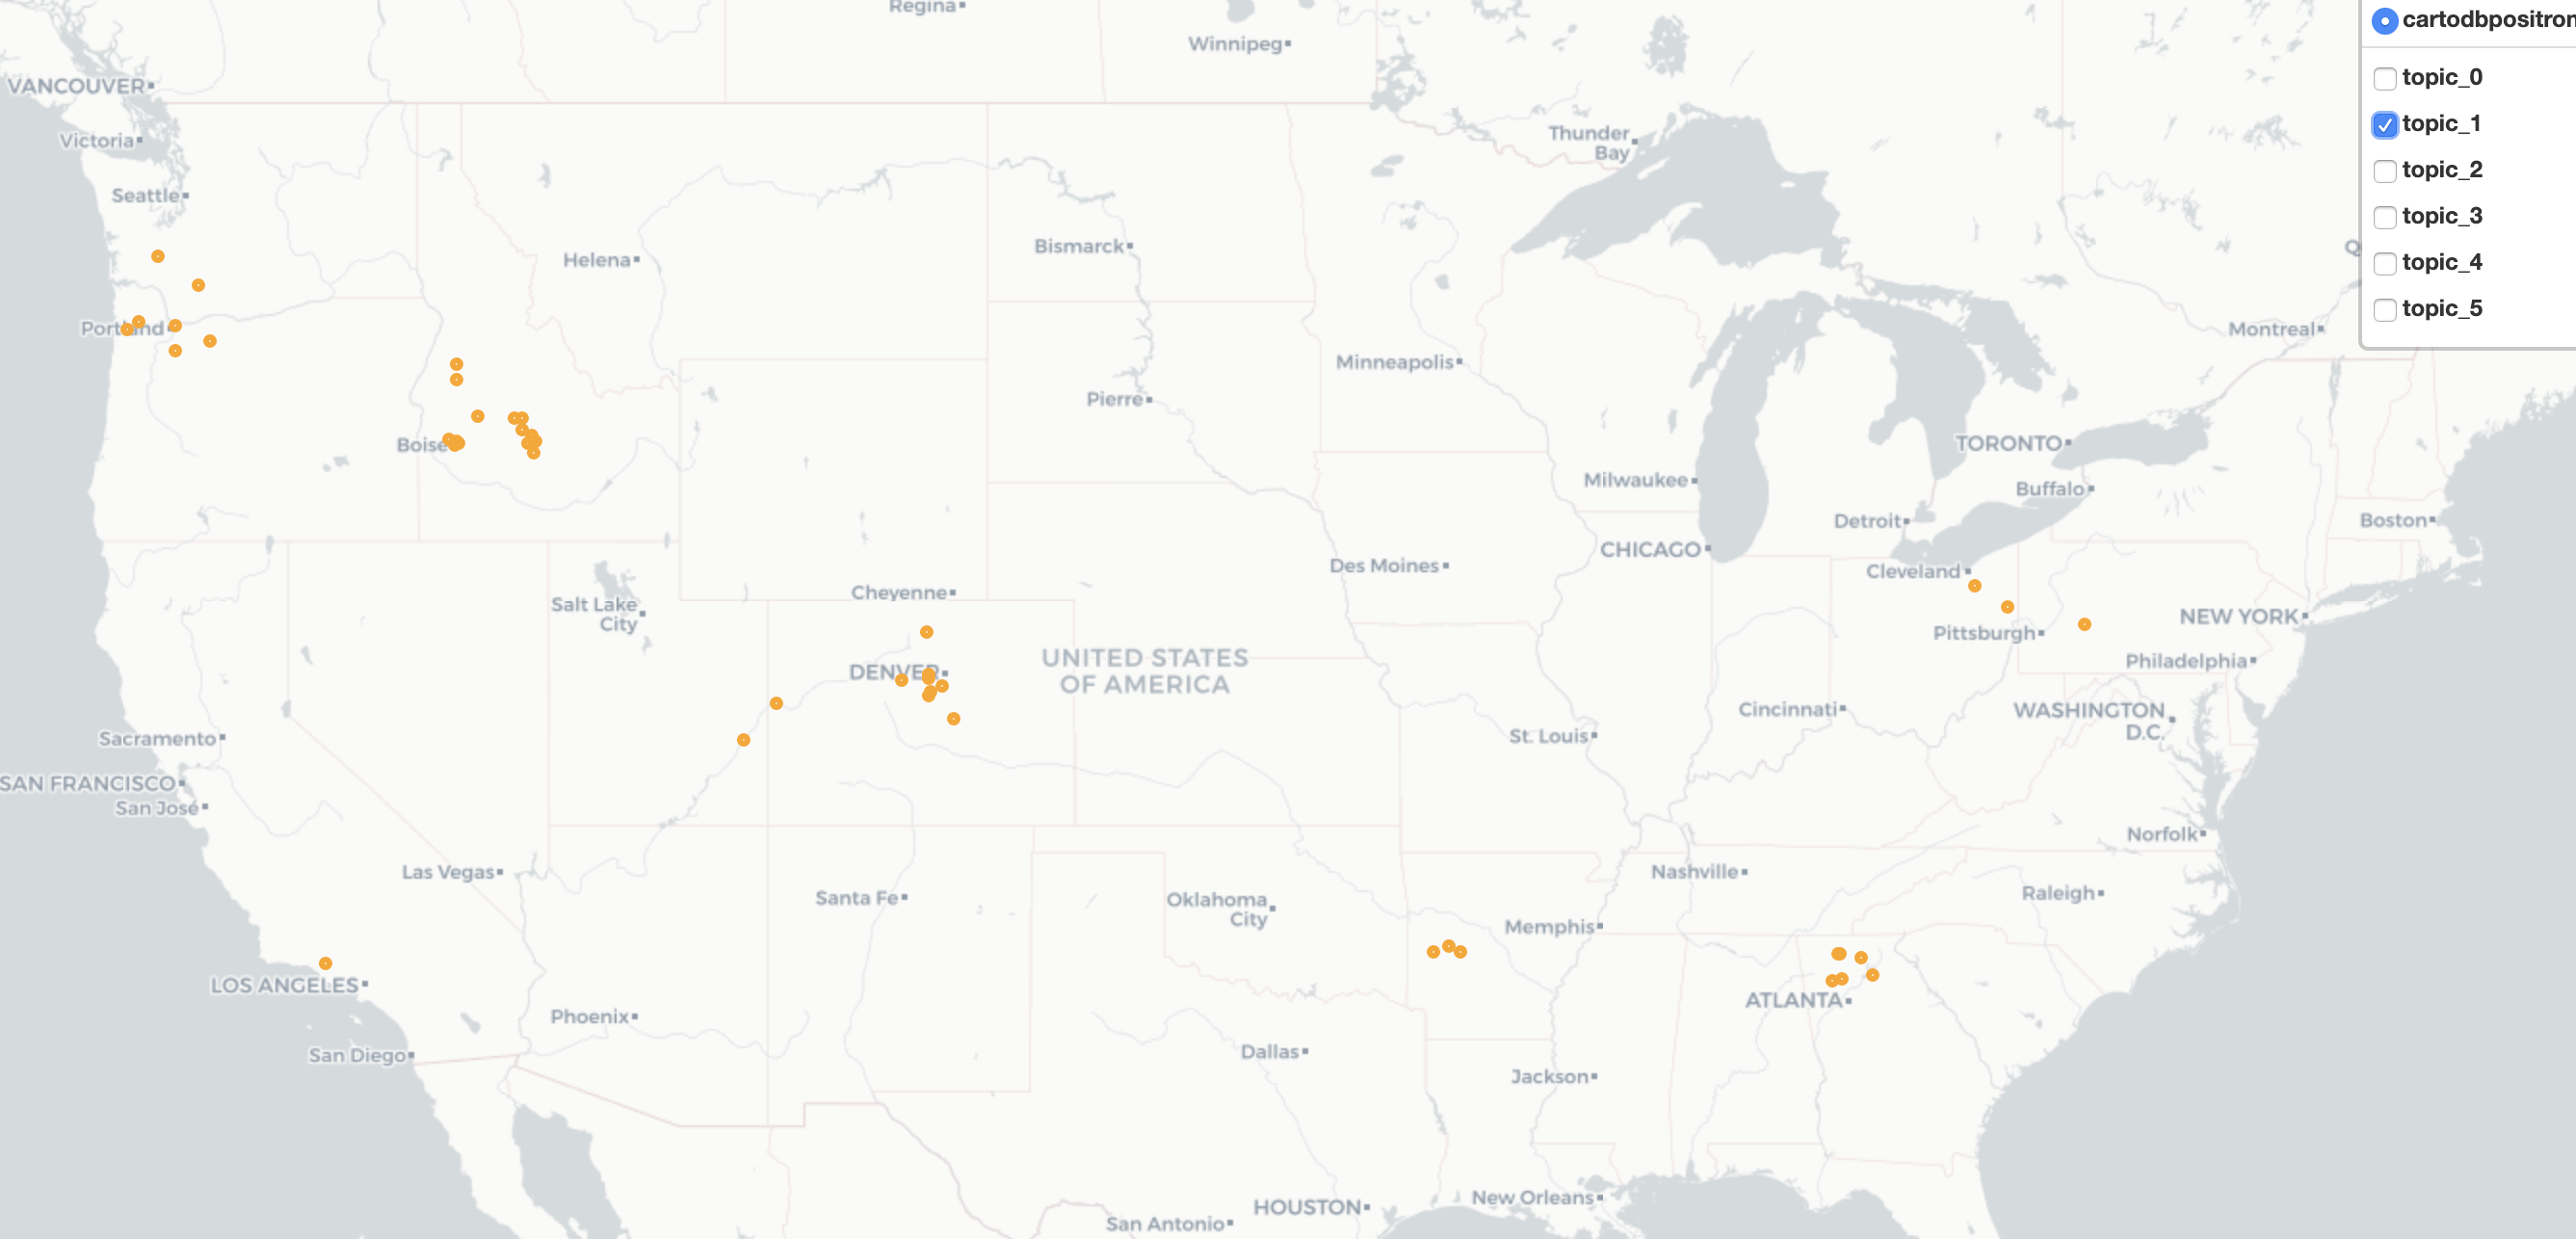 Regina
Winnipeg
cartodbpositron
topic_0
topic_1
topic_2
topic_3
topic_4
topic_5
VANCOUVER
Victoria
Thunder
Bay
Seattle
Helena
Bismarck
Q
Portland
Montreal
Minneapolis
Pierre
Boise
TORONTO
Milwaukee
Buffalo
Detroit
Boston
CHICAGO
Des Moines
Cleveland
Cheyenne
Salt Lake
City
NEW YORK
Pittsburgh
UNITED STATES
OF AMERICA
DENVER
Philadelphia
Cincinnati
WASHINGTON
D.C.
Sacramento
St. Louis
SAN FRANCISCO
San José
Norfolk
Las Vegas
Nashville
Santa Fe
Oklahoma
City
Raleigh
Memphis
LOS ANGELES
ATLANTA
Phoenix
San Diego
Dallas
Jackson
New Orleans
HOUSTON
San Antonio